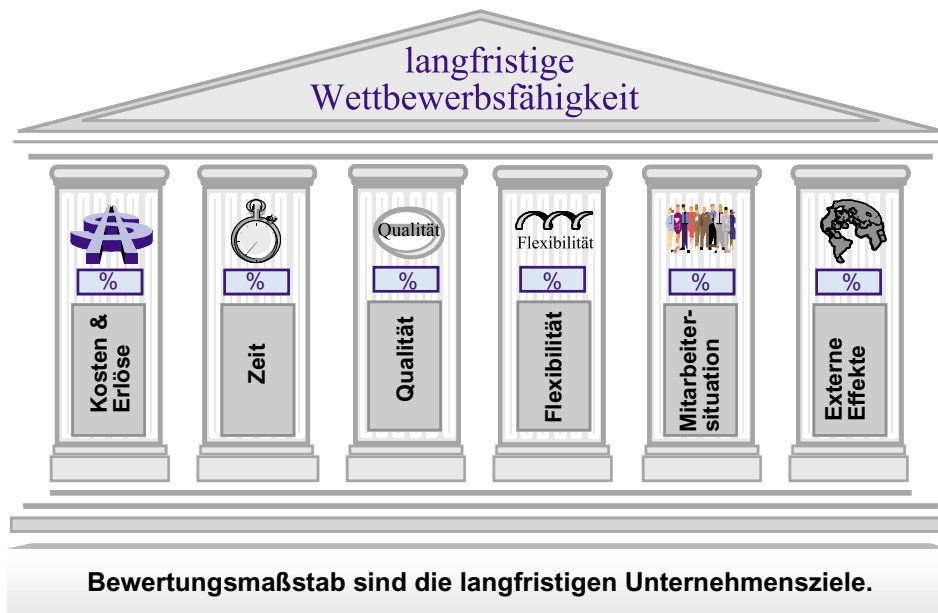 langfristige
Wettbewerbsfähigkeit
%
Kosten &
Erlöse
%
Zeit
Qualität
%
Qualität
Flexibilität
%
Flexibilität
%
Mitarbeiter-
situation
%
Externe
Effekte
Bewertungsmaßstab sind die langfristigen Unternehmensziele.